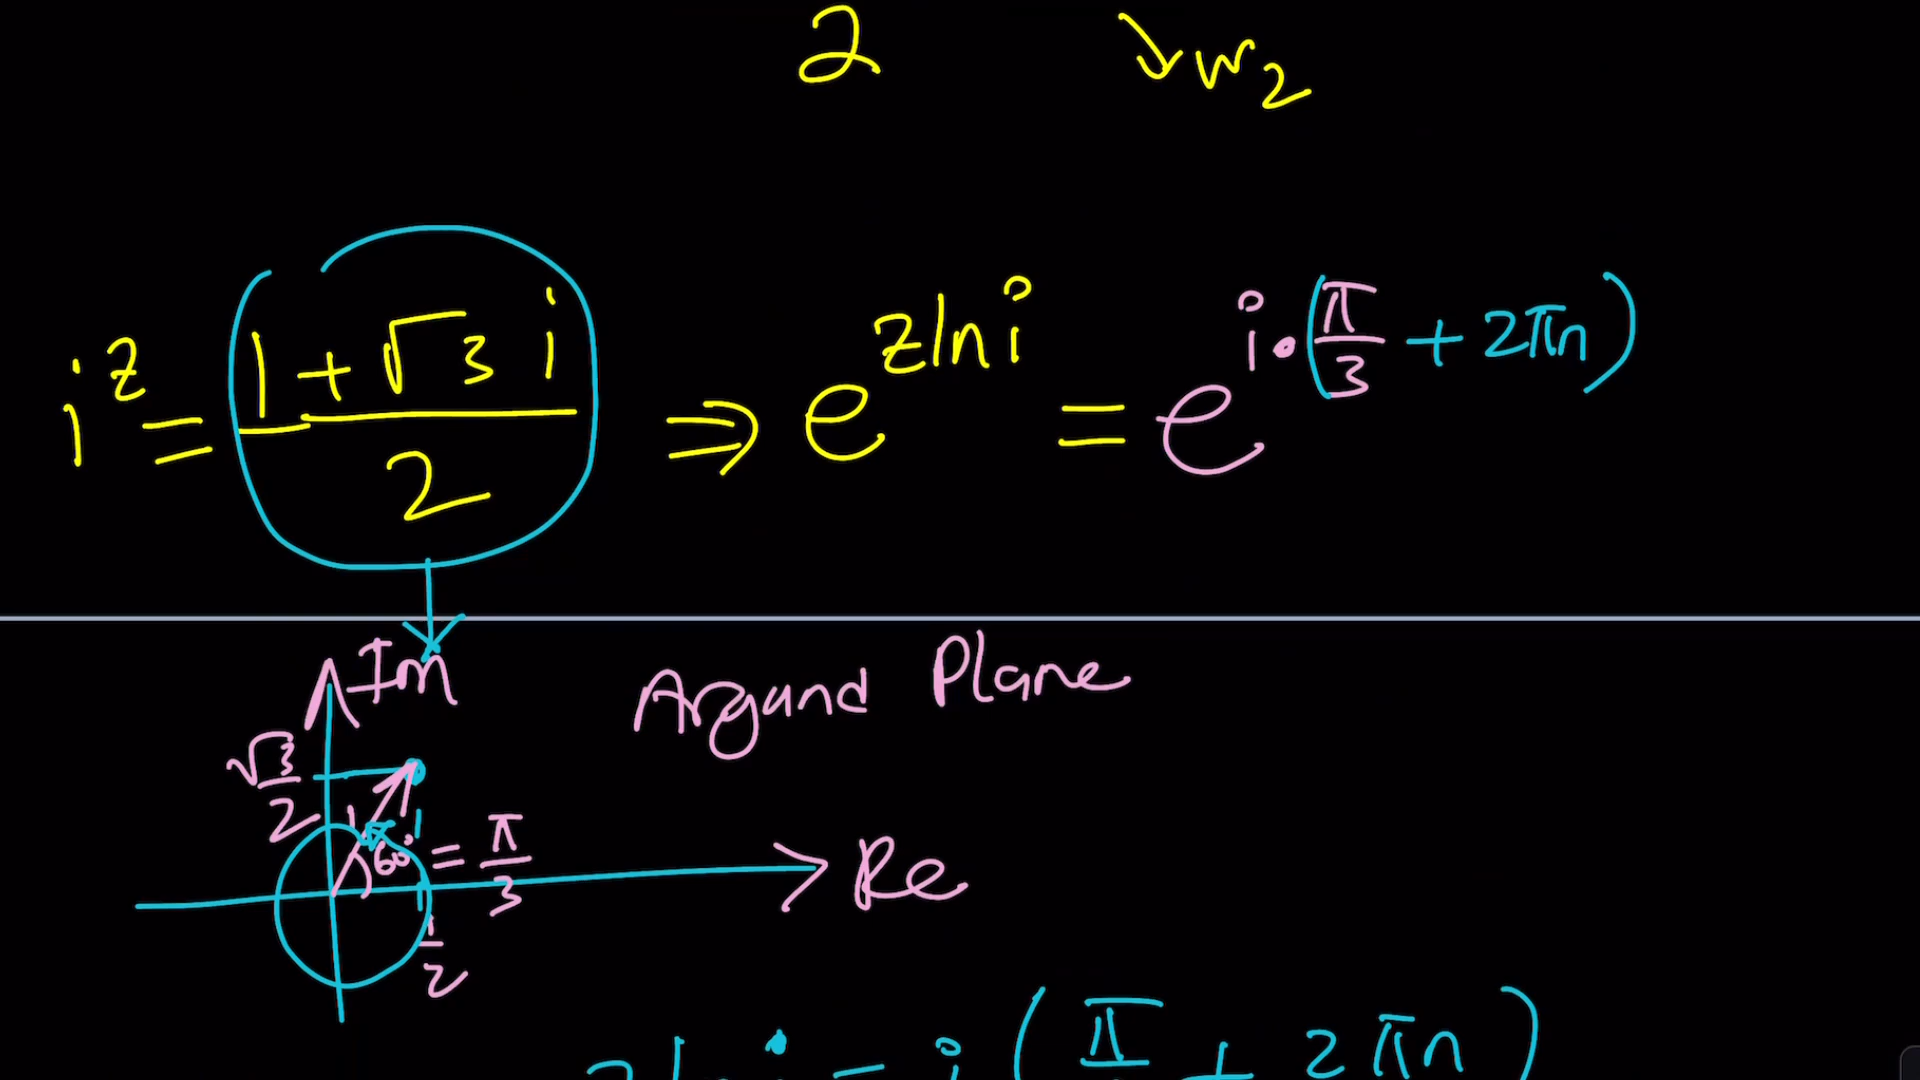 2 ↘ w₂
i^z = (1 + √3 i)/2 ⇒ e^(z ln i) = e^(i·(π/3 + 2πn))
Im Argand Plane
√3/2
1 60° = π/3 Re
1/2
z ln i = i (π + 2πn)